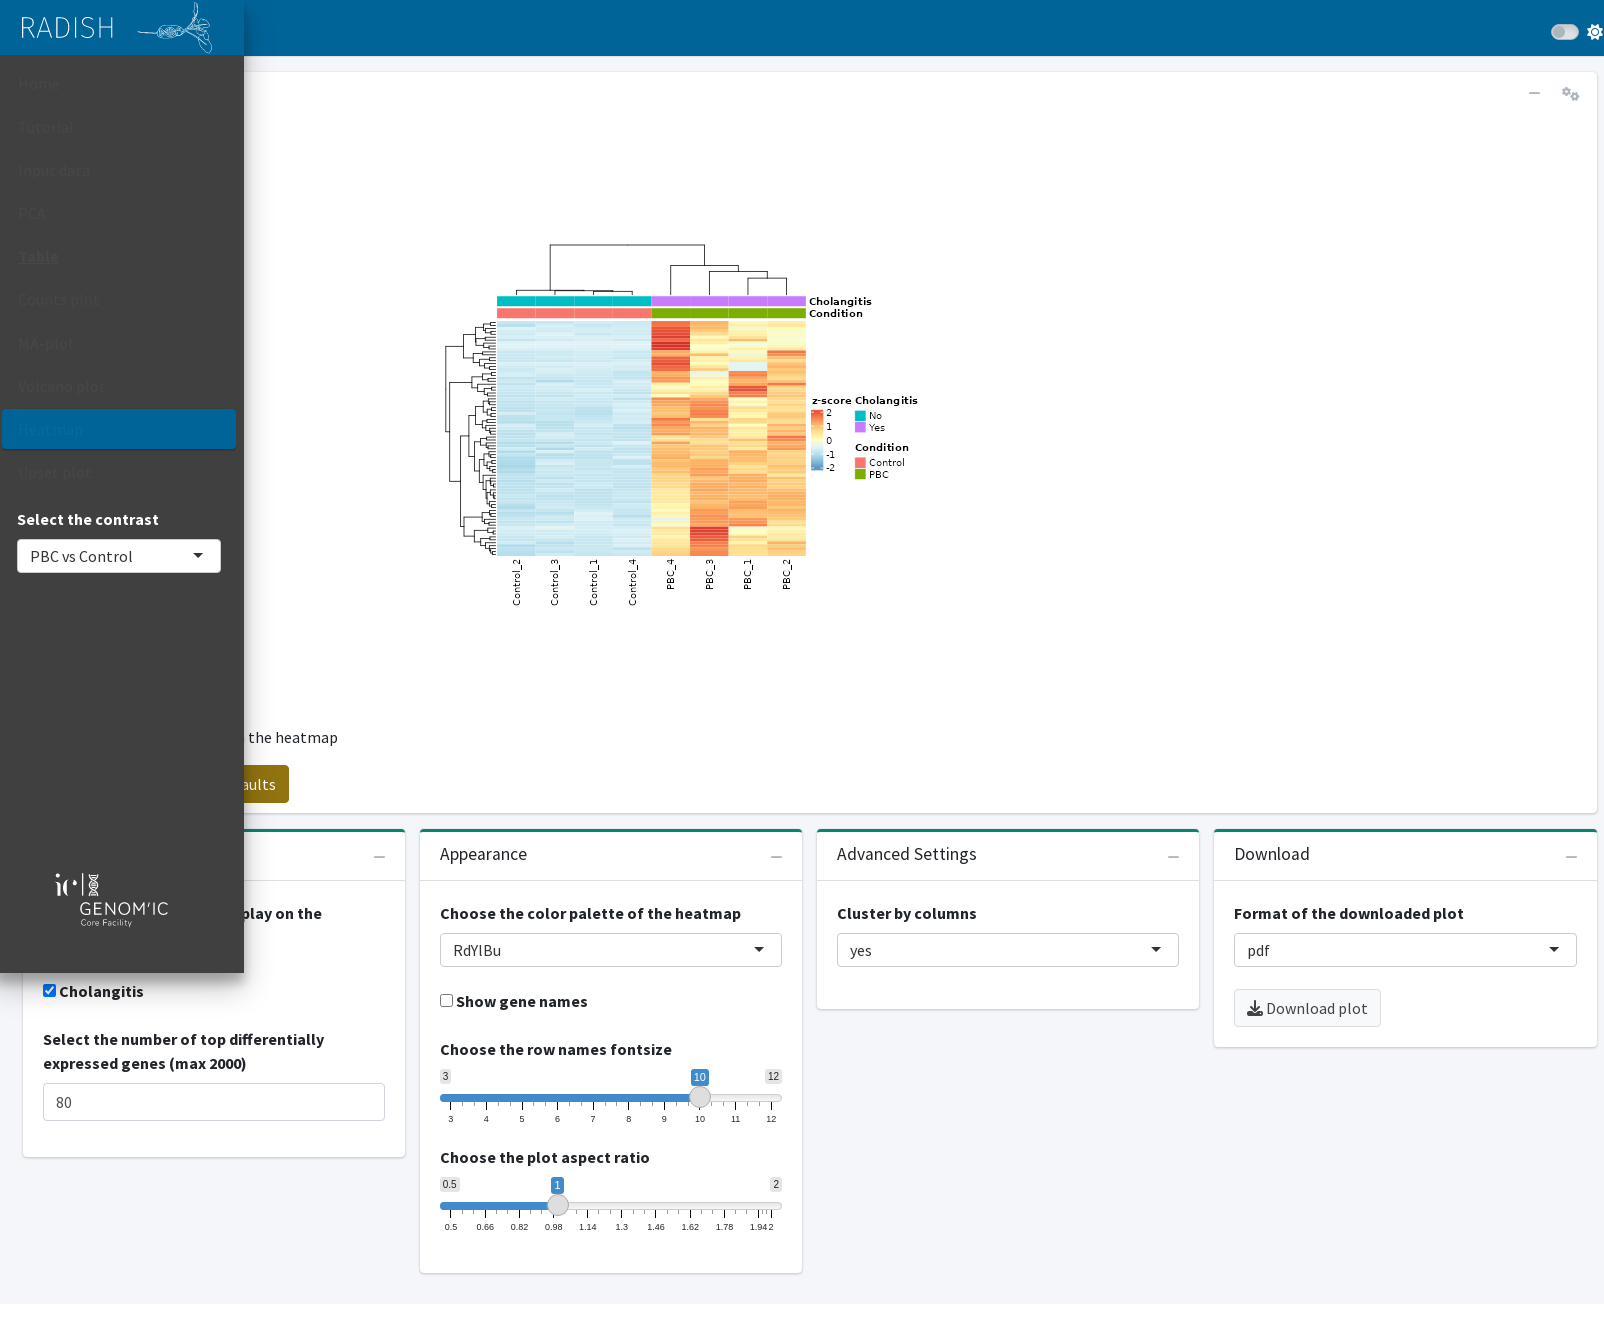 RADISH
Home
Tutorial
Input data
PCA
Table
Counts plot
MA-plot
Volcano plot
Heatmap
Upset plot
Select the contrast
PBC vs Control
ic
GENOM'IC
Core Facility
Cholangitis
Condition
z-score
2
1
0
-1
-2
Cholangitis
No
Yes
Condition
Control
PBC
Control_2
Control_3
Control_1
Control_4
PBC_4
PBC_3
PBC_1
PBC_2
the heatmap
aults
play on the
Cholangitis
Select the number of top differentially
expressed genes (max 2000)
80
Appearance
Choose the color palette of the heatmap
RdYlBu
Show gene names
Choose the row names fontsize
3 10 12
3 4 5 6 7 8 9 10 11 12
Choose the plot aspect ratio
0.5 1 2
0.5 0.66 0.82 0.98 1.14 1.3 1.46 1.62 1.78 1.94 2
Advanced Settings
Cluster by columns
yes
Download
Format of the downloaded plot
pdf
Download plot